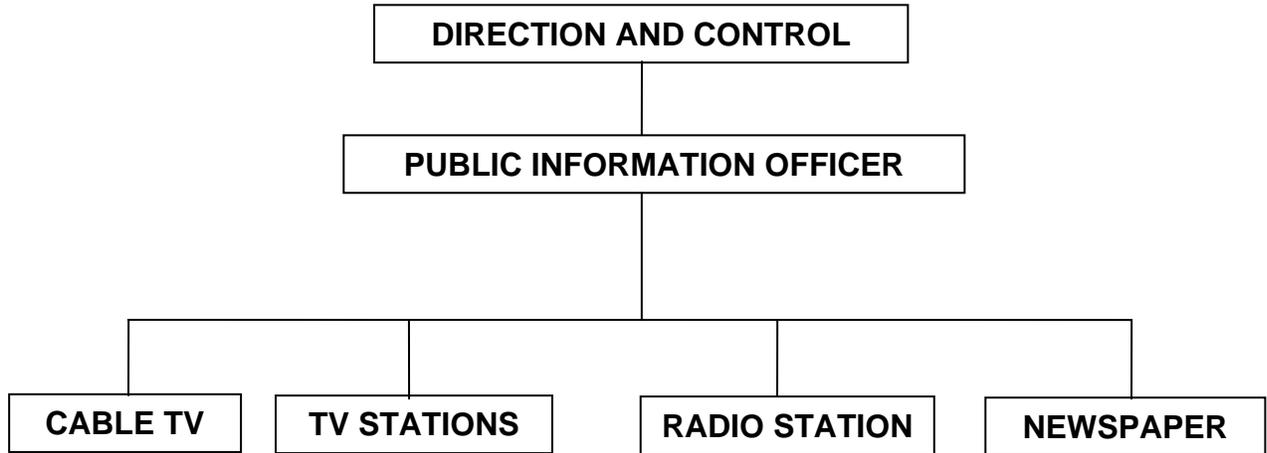 DIRECTION AND CONTROL
PUBLIC INFORMATION OFFICER
CABLE TV
TV STATIONS
RADIO STATION
NEWSPAPER